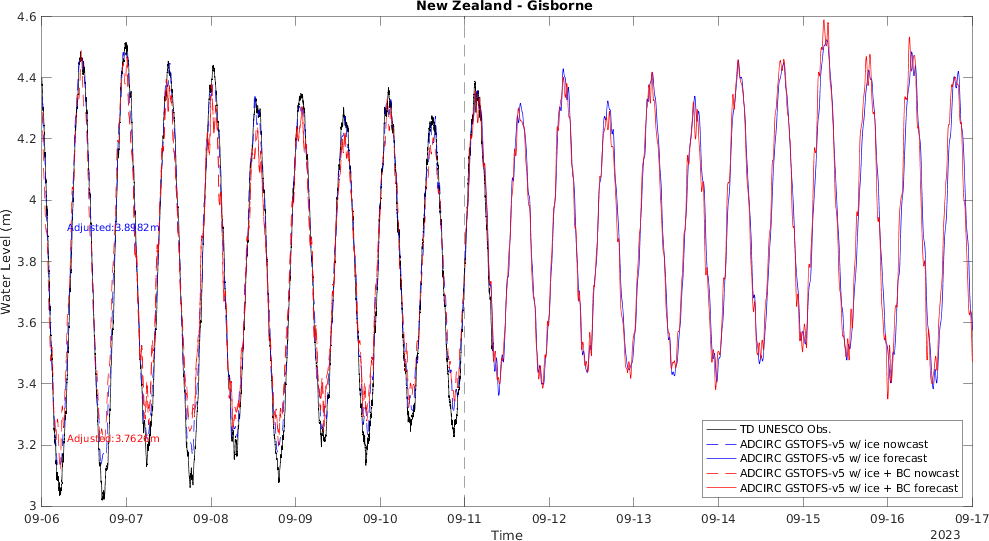 New Zealand - Gisborne
4.6
4.4
4.2
4
3.8
3.6
3.4
3.2
3
Water Level (m)
Adjusted:3.8982m
Adjusted:3.7626m
TD UNESCO Obs.
ADCIRC GSTOFS-v5 w/ ice nowcast
ADCIRC GSTOFS-v5 w/ ice forecast
ADCIRC GSTOFS-v5 w/ ice + BC nowcast
ADCIRC GSTOFS-v5 w/ ice + BC forecast
09-06 09-07 09-08 09-09 09-10 09-11 09-12 09-13 09-14 09-15 09-16 09-17
Time
2023